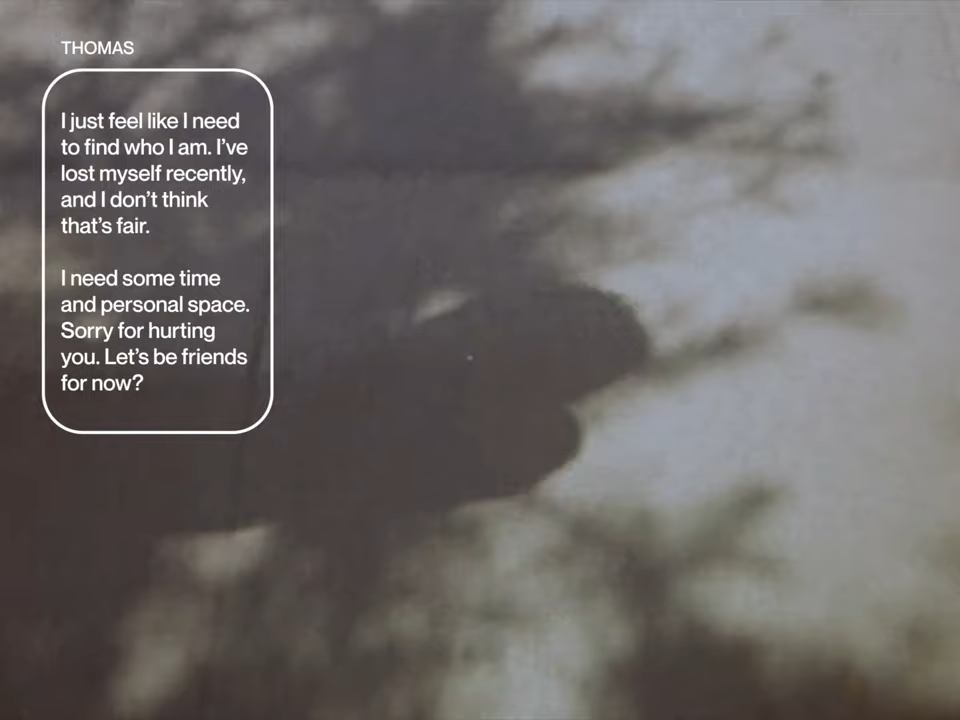 THOMAS
I just feel like I need
to find who I am. I’ve
lost myself recently,
and I don’t think
that’s fair.
I need some time
and personal space.
Sorry for hurting
you. Let’s be friends
for now?